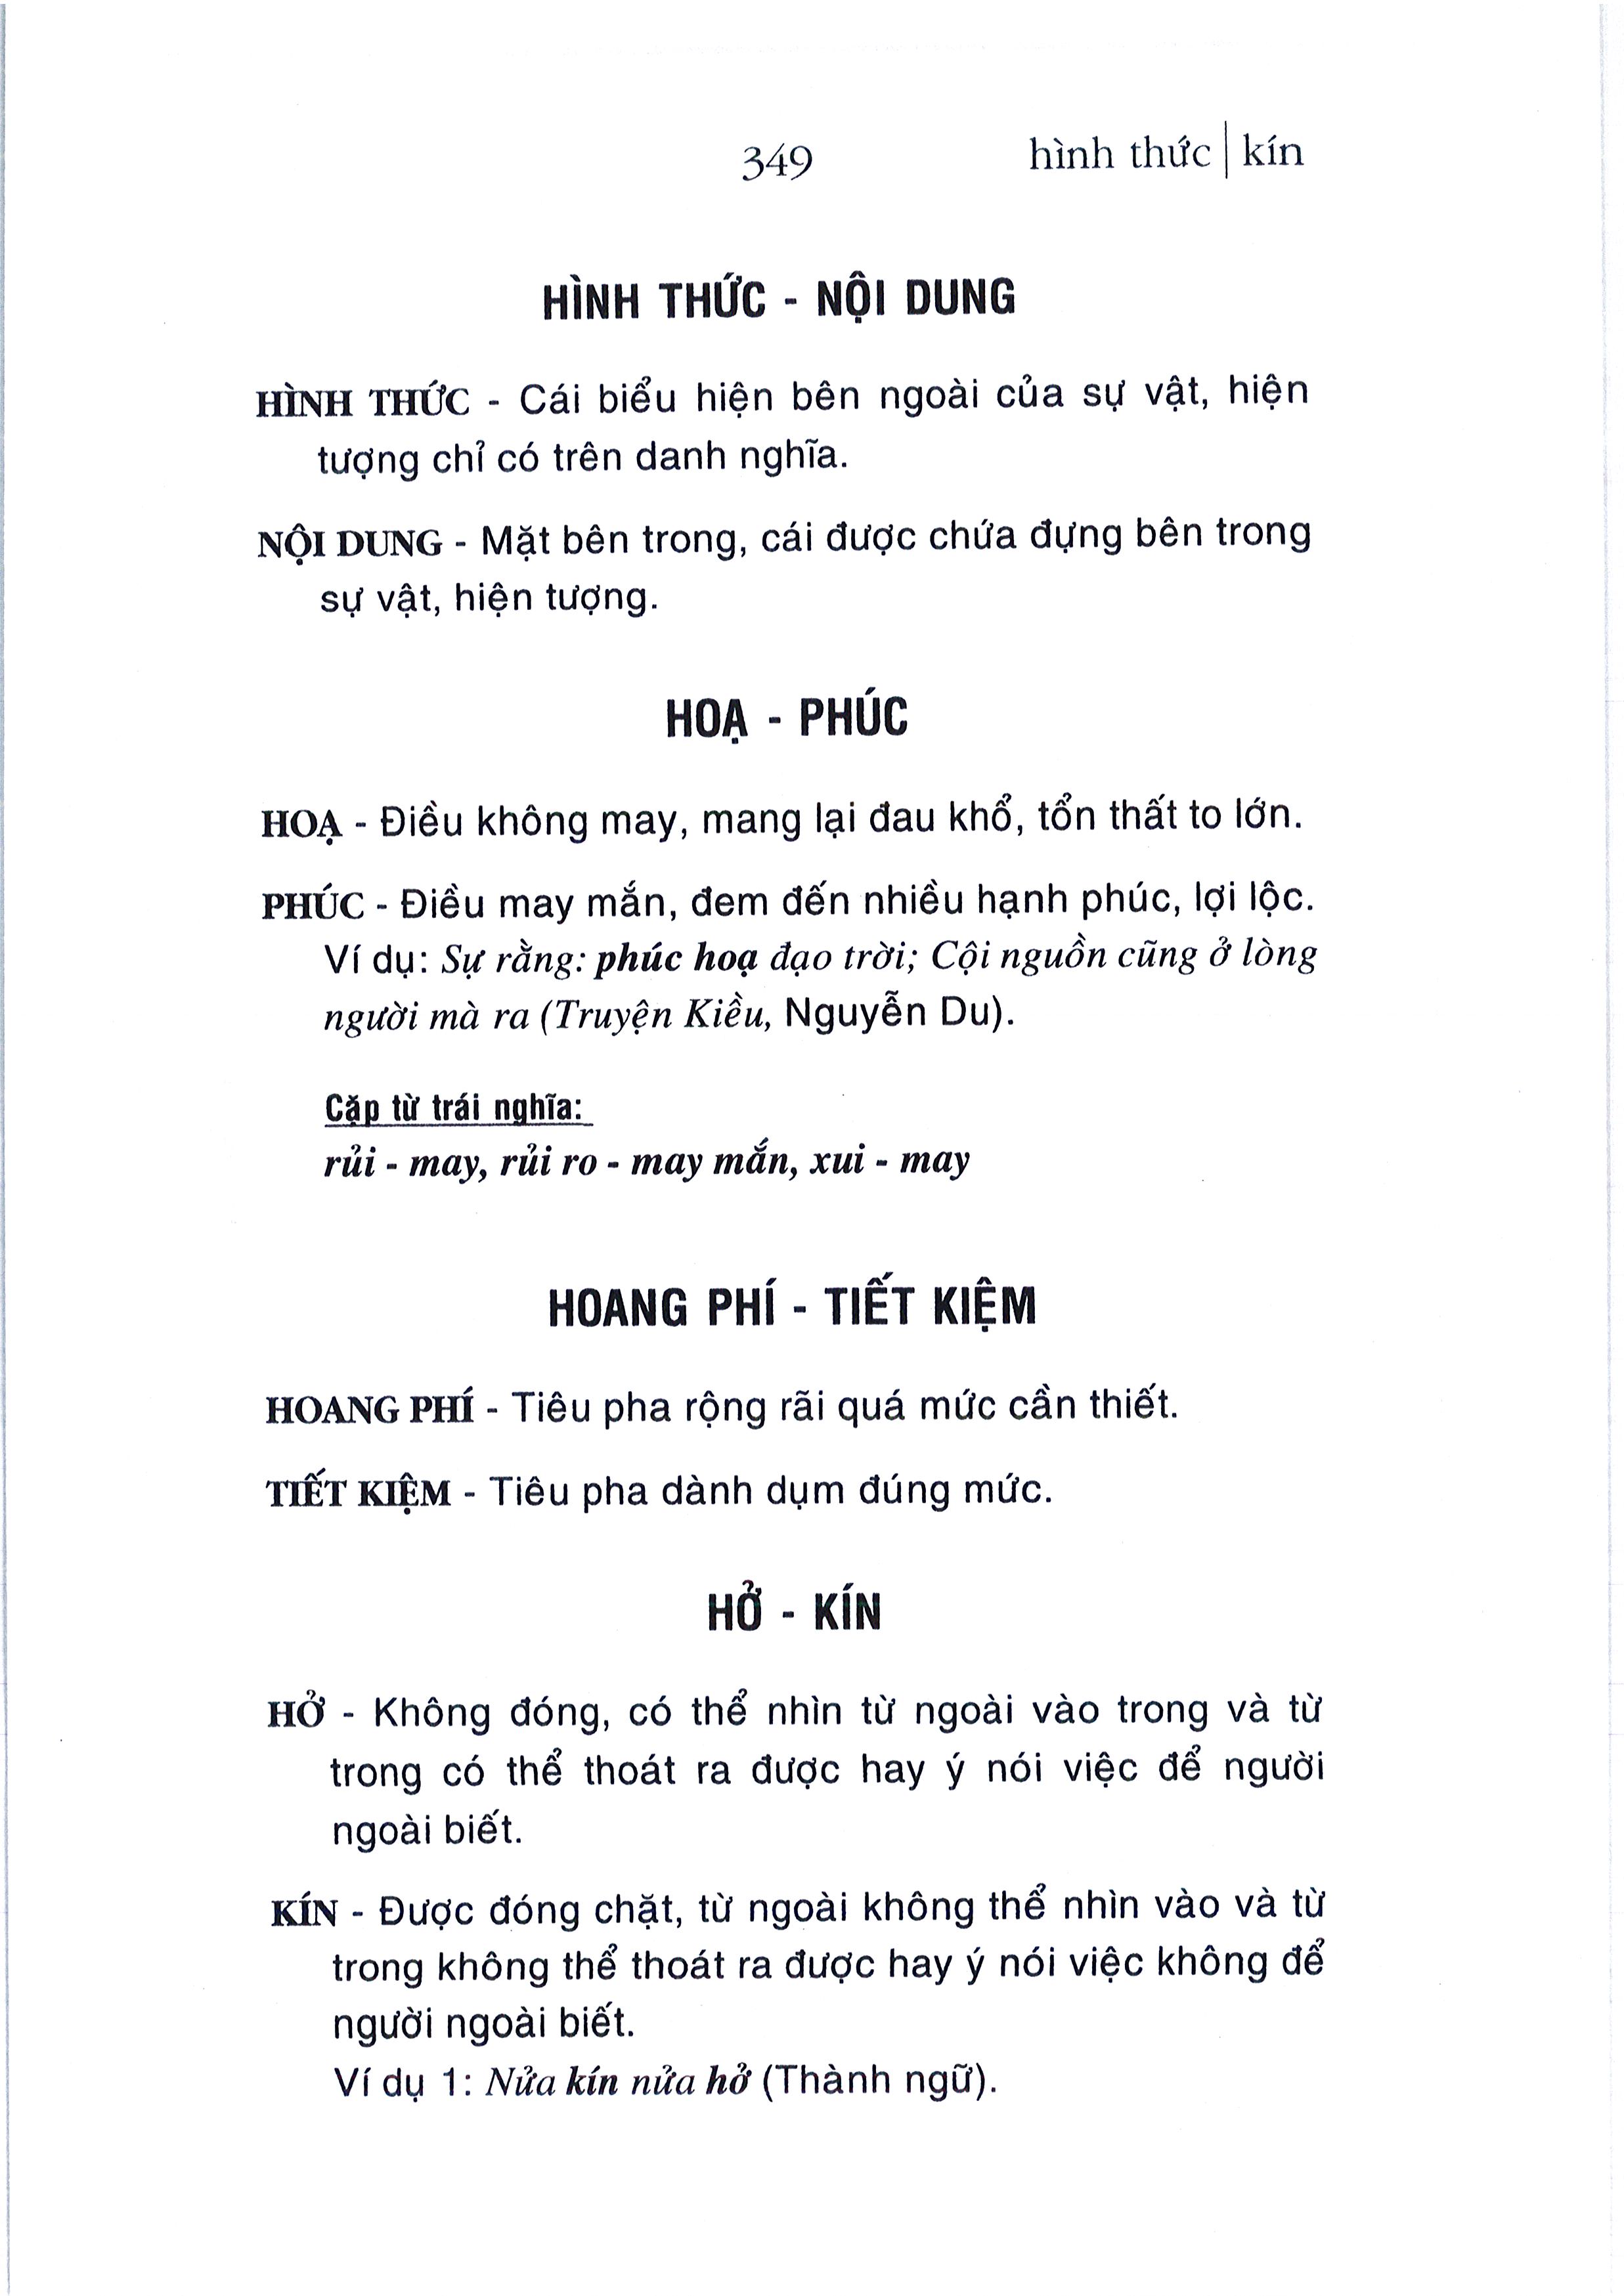 349 hình thức | kín
HÌNH THỨC - NỘI DUNG
HÌNH THỨC - Cái biểu hiện bên ngoài của sự vật, hiện
tượng chỉ có trên danh nghĩa.
NỘI DUNG - Mặt bên trong, cái được chứa đựng bên trong
sự vật, hiện tượng.
HOẠ - PHÚC
HOẠ - Điều không may, mang lại đau khổ, tổn thất to lớn.
PHÚC - Điều may mắn, đem đến nhiều hạnh phúc, lợi lộc.
Ví dụ: Sự rằng: phúc hoạ đạo trời; Cội nguồn cũng ở lòng
người mà ra (Truyện Kiều, Nguyễn Du).
Cặp từ trái nghĩa:
rủi - may, rủi ro - may mắn, xui - may
HOANG PHÍ - TIẾT KIỆM
HOANG PHÍ - Tiêu pha rộng rãi quá mức cần thiết.
TIẾT KIỆM - Tiêu pha dành dụm đúng mức.
HỞ - KÍN
HỞ - Không đóng, có thể nhìn từ ngoài vào trong và từ
trong có thể thoát ra được hay ý nói việc để người
ngoài biết.
KÍN - Được đóng chặt, từ ngoài không thể nhìn vào và từ
trong không thể thoát ra được hay ý nói việc không để
người ngoài biết.
Ví dụ 1: Nửa kín nửa hở (Thành ngữ).